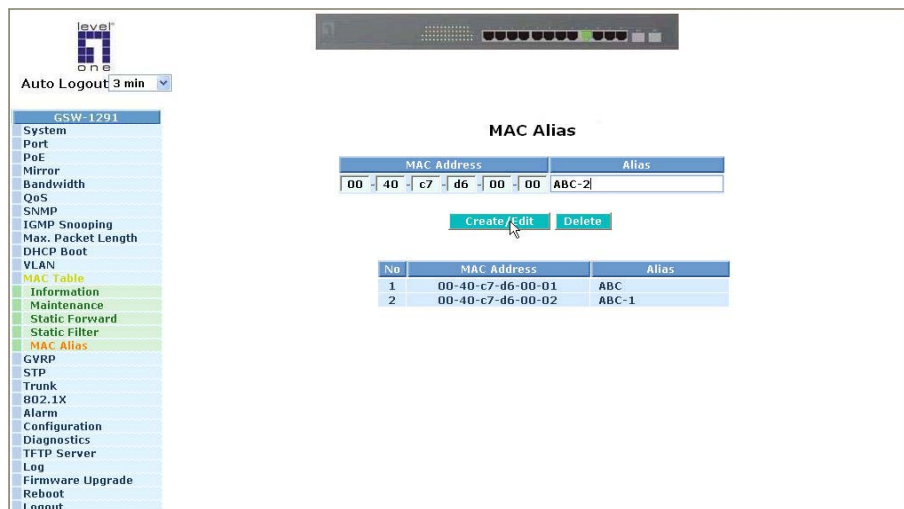 level
one
Auto Logout 3 min
GSW-1291
System
Port
PoE
Mirror
Bandwidth
QoS
SNMP
IGMP Snooping
Max. Packet Length
DHCP Boot
VLAN
MAC Table
Information
Maintenance
Static Forward
Static Filter
MAC Alias
GVRP
STP
Trunk
802.1X
Alarm
Configuration
Diagnostics
TFTP Server
Log
Firmware Upgrade
Reboot
Logout
MAC Alias
MAC Address Alias
00 - 40 - c7 - d6 - 00 - 00 ABC-2
Create/Edit Delete
No MAC Address Alias
1 00-40-c7-d6-00-01 ABC
2 00-40-c7-d6-00-02 ABC-1